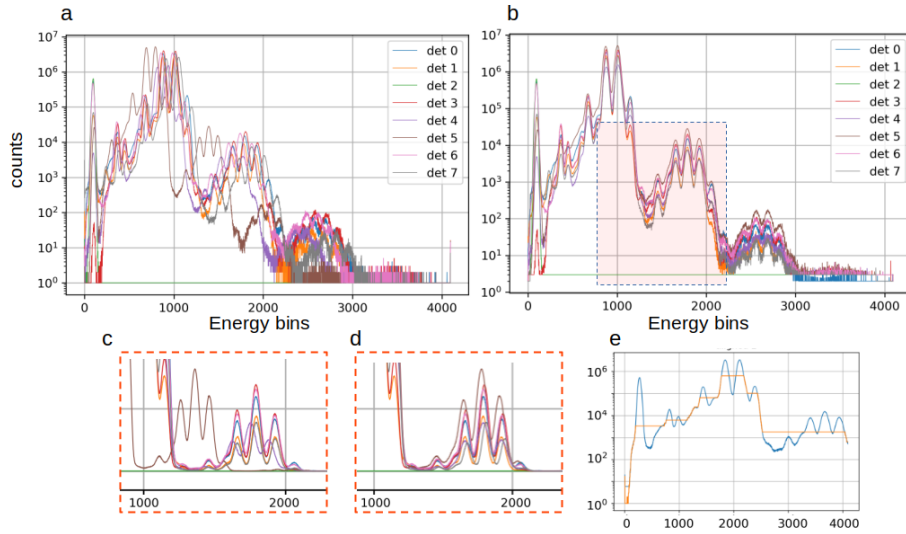 a
b
10^7
10^6
10^5
10^4
10^3
10^2
10^1
10^0
counts
det 0
det 1
det 2
det 3
det 4
det 5
det 6
det 7
0
1000
2000
3000
4000
Energy bins
10^7
10^6
10^5
10^4
10^3
10^2
10^1
10^0
det 0
det 1
det 2
det 3
det 4
det 5
det 6
det 7
0
1000
2000
3000
4000
Energy bins
c
d
e
1000
2000
1000
2000
10^6
10^4
10^2
10^0
0
1000
2000
3000
4000